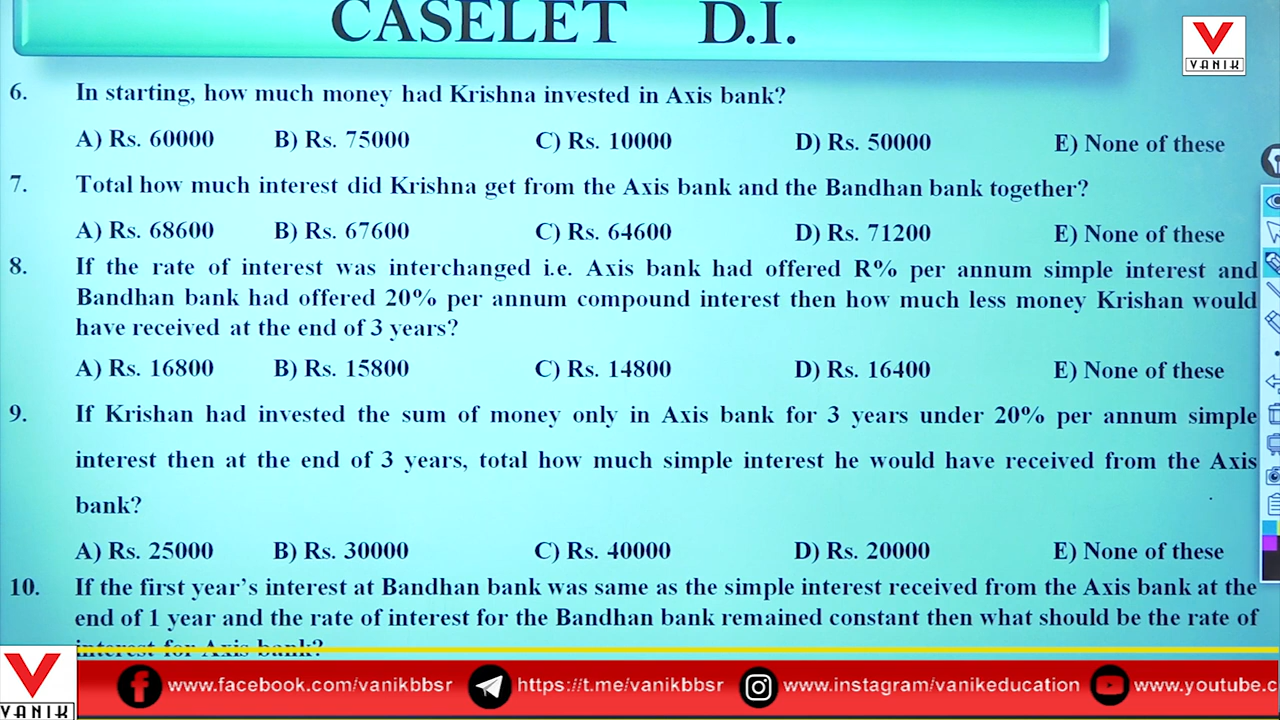 CASELET D.I.
VANIK
6. In starting, how much money had Krishna invested in Axis bank?
A) Rs. 60000 B) Rs. 75000 C) Rs. 10000 D) Rs. 50000 E) None of these
7. Total how much interest did Krishna get from the Axis bank and the Bandhan bank together?
A) Rs. 68600 B) Rs. 67600 C) Rs. 64600 D) Rs. 71200 E) None of these
8. If the rate of interest was interchanged i.e. Axis bank had offered R% per annum simple interest and
Bandhan bank had offered 20% per annum compound interest then how much less money Krishan would
have received at the end of 3 years?
A) Rs. 16800 B) Rs. 15800 C) Rs. 14800 D) Rs. 16400 E) None of these
9. If Krishan had invested the sum of money only in Axis bank for 3 years under 20% per annum simple
interest then at the end of 3 years, total how much simple interest he would have received from the Axis
bank?
A) Rs. 25000 B) Rs. 30000 C) Rs. 40000 D) Rs. 20000 E) None of these
10. If the first year's interest at Bandhan bank was same as the simple interest received from the Axis bank at the
end of 1 year and the rate of interest for the Bandhan bank remained constant then what should be the rate of
interest for Axis bank?
VANIK
www.facebook.com/vanikbbsr https://t.me/vanikbbsr www.instagram/vanikeducation www.youtube.c